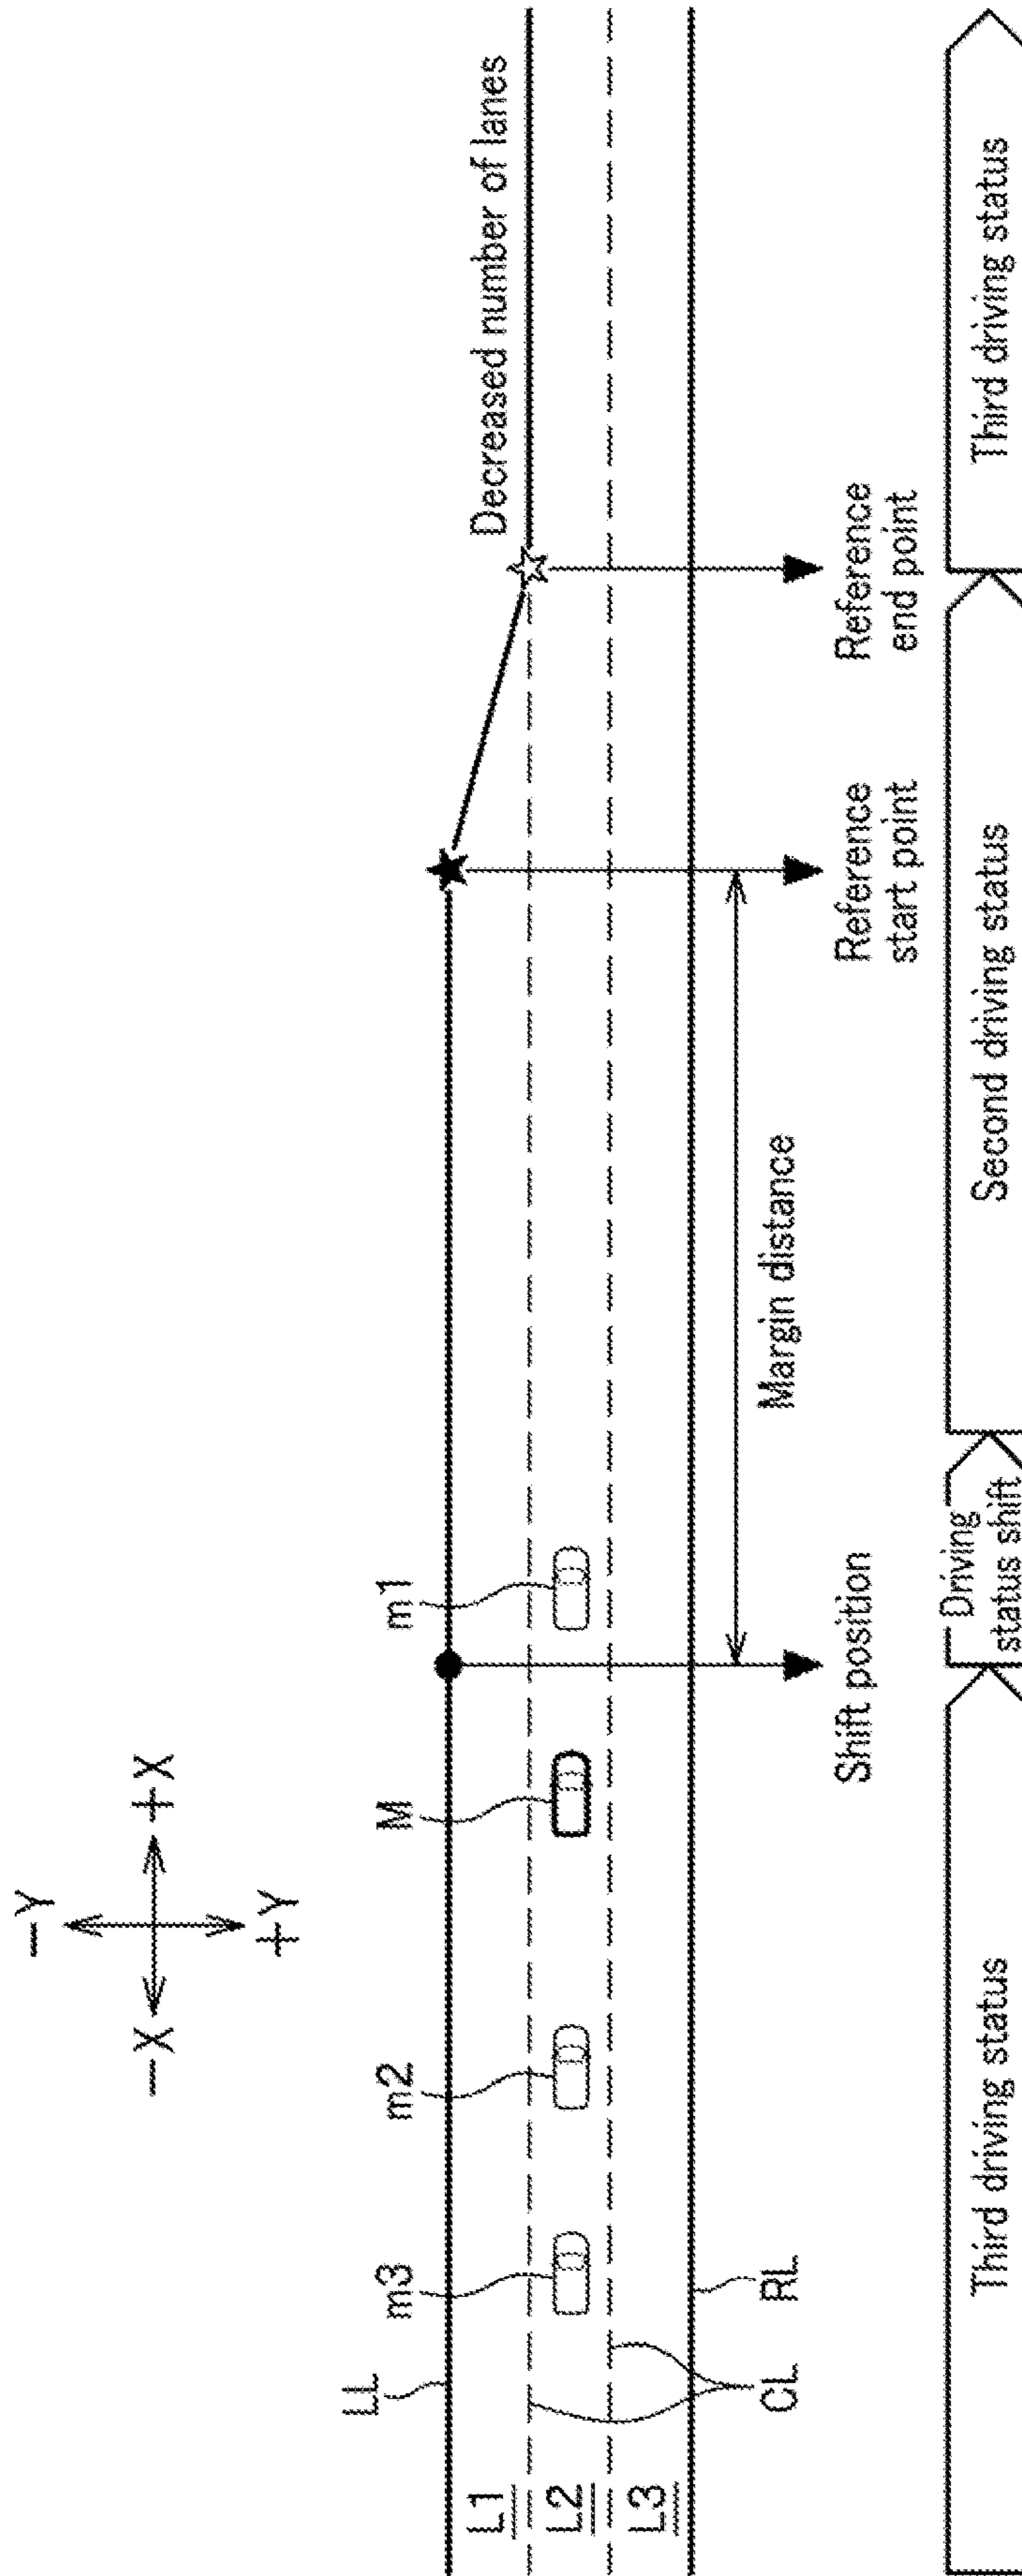 -Y
-X
+X
+Y
LL
m3
m2
M
m1
Decreased number of lanes
L1
L2
L3
CL
RL
Margin distance
Shift position
Reference
start point
Reference
end point
Third driving status
Driving
status shift
Second driving status
Third driving status